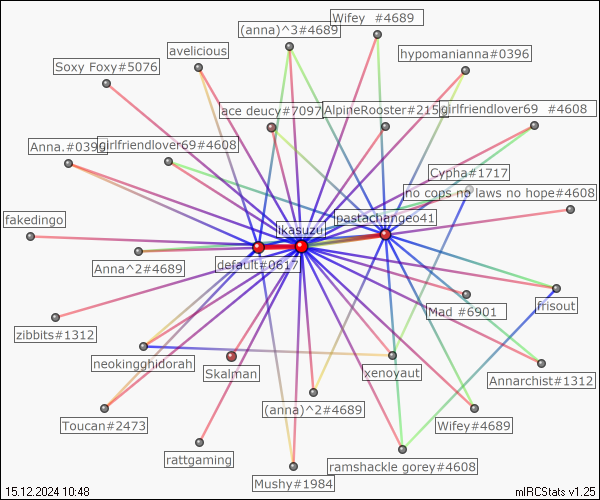 Wifey #4689
(anna)^3#4689
avelicious
hypomanianna#0396
Soxy Foxy#5076
ace deucy#7097
AlpineRooster#215
girlfriendlover69 #4608
Anna.#0396
girlfriendlover69#4608
Cypha#1717
no cops no laws no hope#4608
fakedingo
ikasuzu
pastachange041
Anna^2#4689
default#0617
Mad #6901
frisout
zibbits#1312
neokingghidorah
Skalman
xenoyaut
Annarchist#1312
(anna)^2#4689
Toucan#2473
Wifey#4689
rattgaming
ramshackle gorey#4608
Mushy#1984
15.12.2024 10:48
mIRCStats v1.25